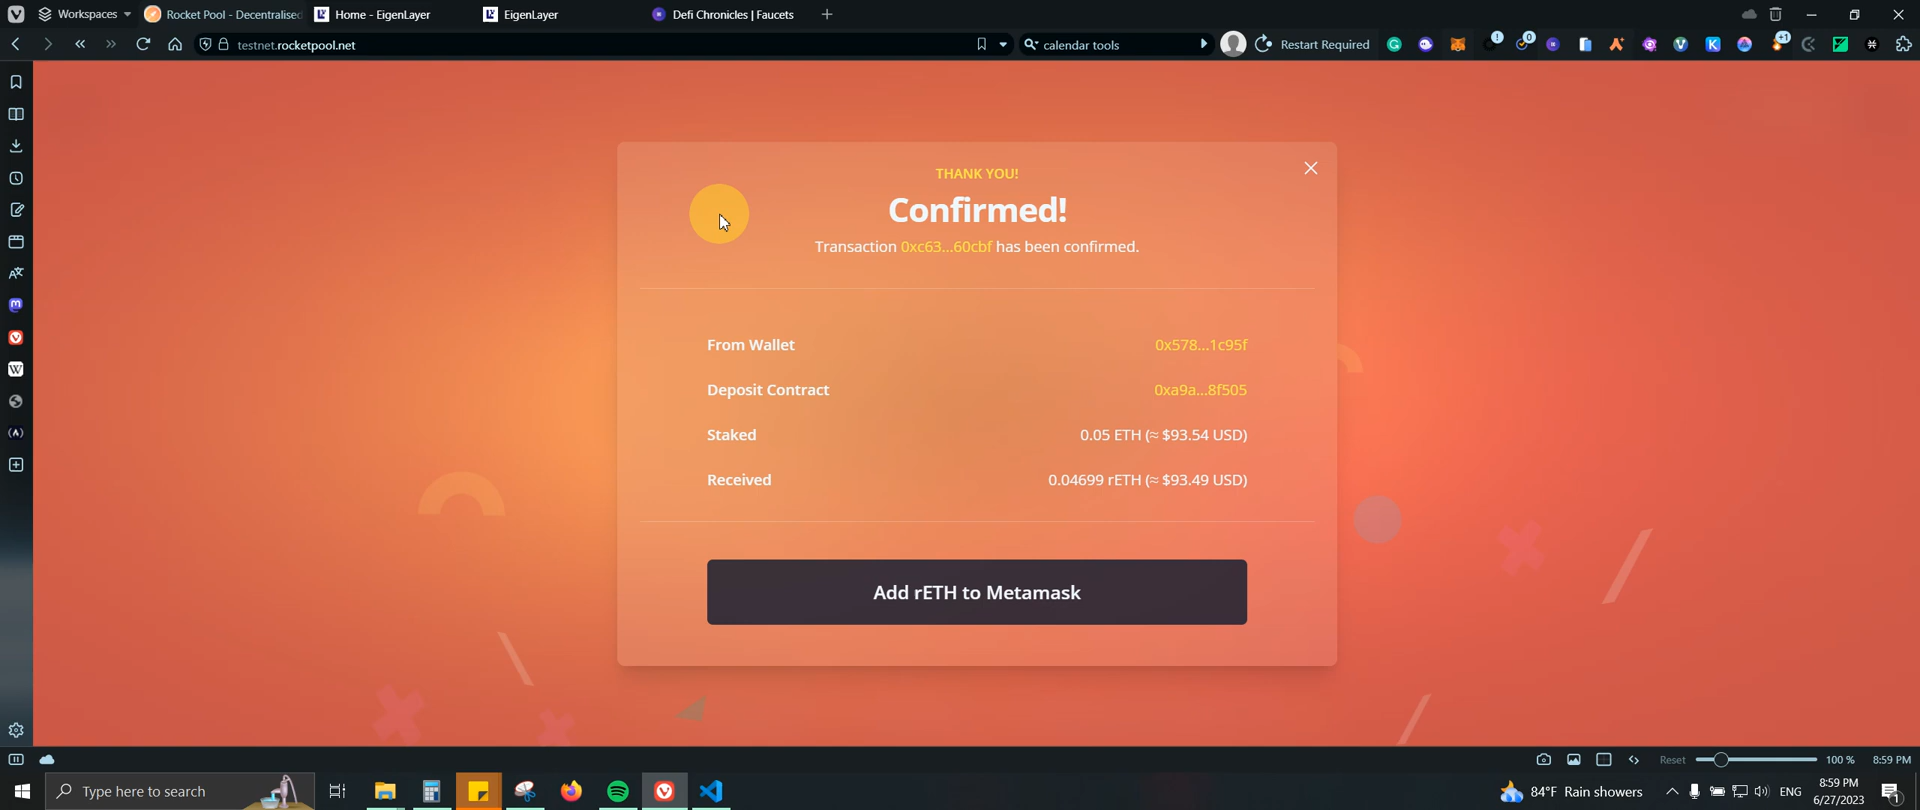 Workspaces
Rocket Pool - Decentralised
Home - EigenLayer
EigenLayer
Defi Chronicles | Faucets
testnet.rocketpool.net
calendar tools
Restart Required
!
0
+1
THANK YOU!
Confirmed!
Transaction 0xc63...60cbf has been confirmed.
From Wallet 0x578...1c95f
Deposit Contract 0xa9a...8f505
Staked 0.05 ETH (≈ $93.54 USD)
Received 0.04699 rETH (≈ $93.49 USD)
Add rETH to Metamask
Reset 100 % 8:59 PM
Type here to search
84°F Rain showers
ENG
8:59 PM
6/27/2023
1